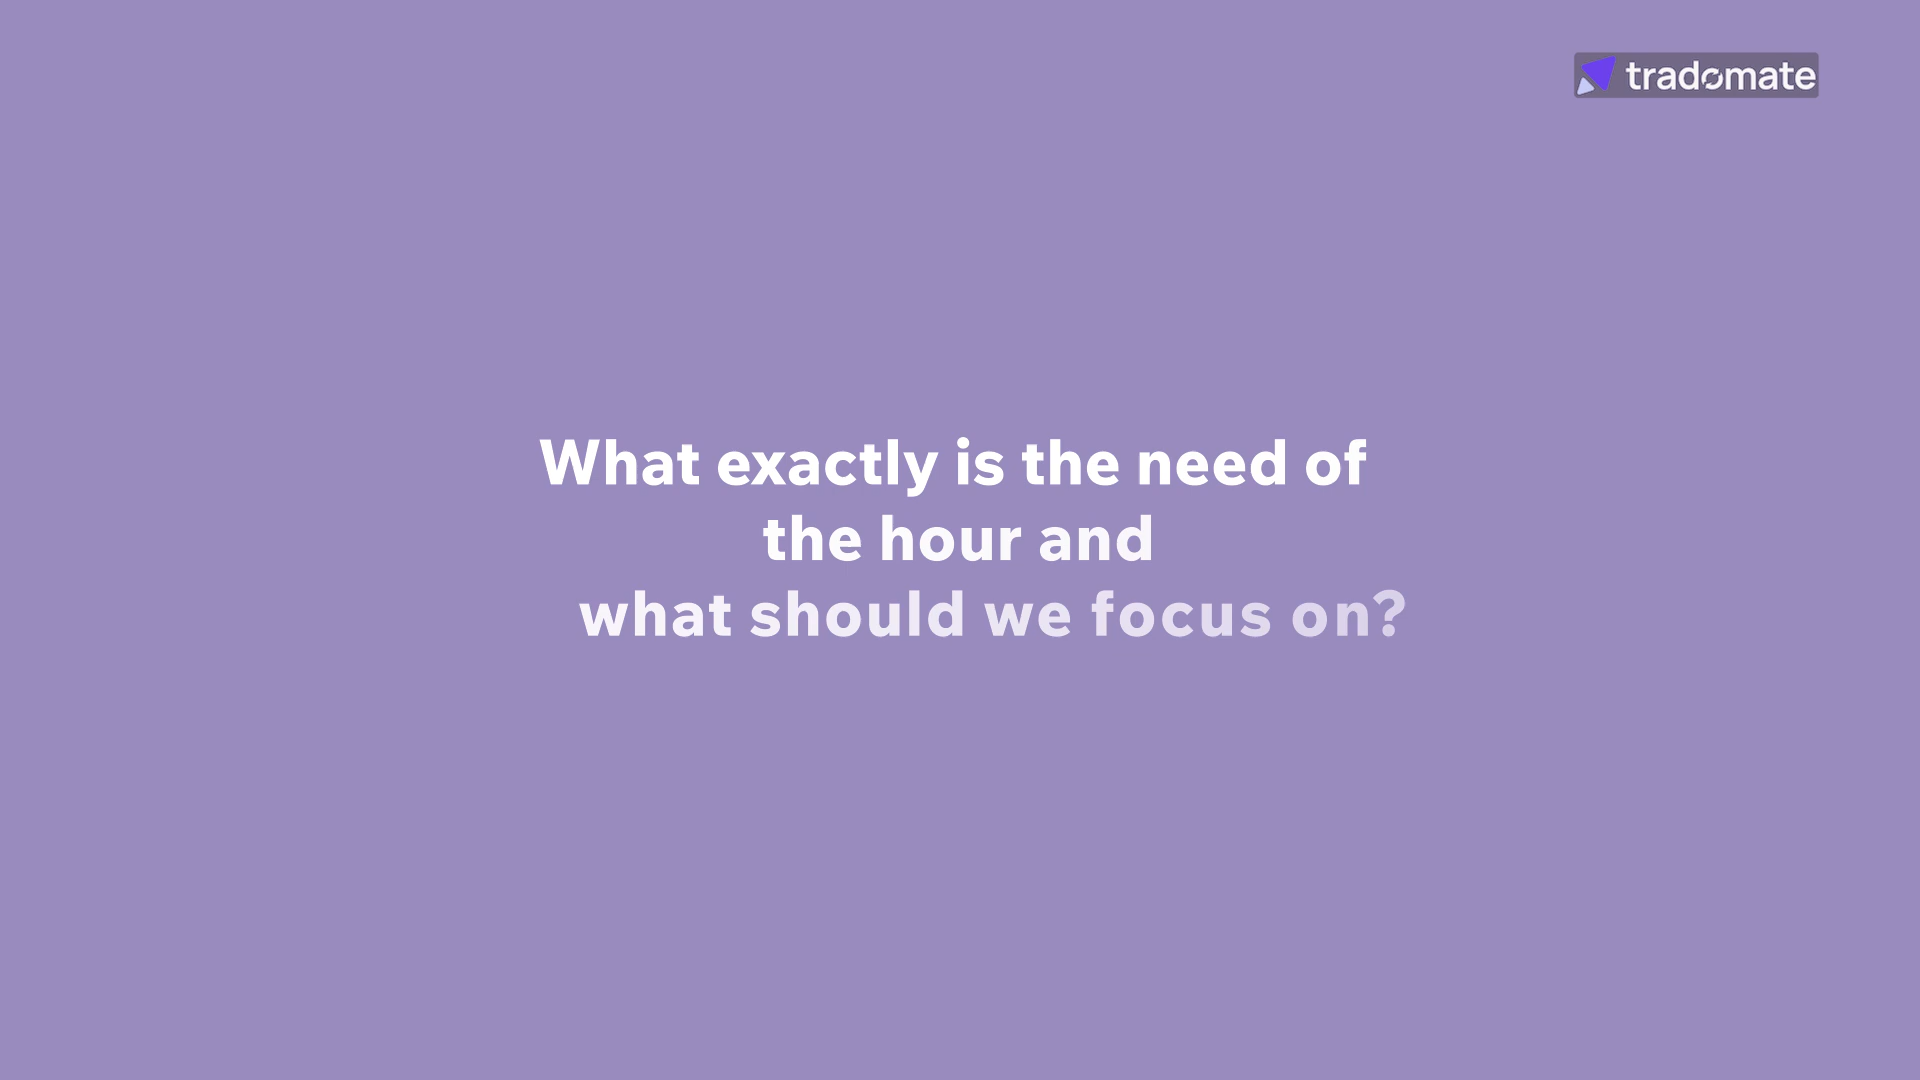 tradomate
What exactly is the need of
the hour and
what should we focus on?